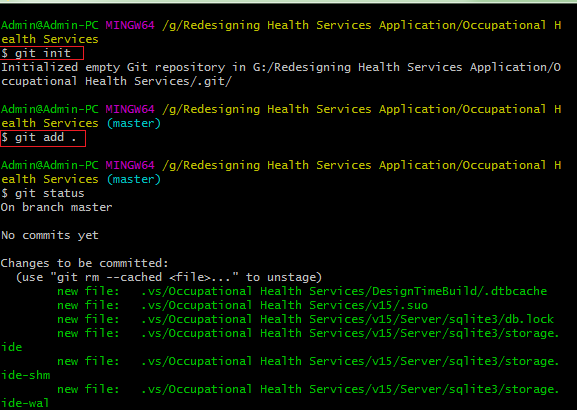 Admin@Admin-PC MINGW64 /g/Redesigning Health Services Application/Occupational H
ealth Services
$ git init
Initialized empty Git repository in G:/Redesigning Health Services Application/O
ccupational Health Services/.git/

Admin@Admin-PC MINGW64 /g/Redesigning Health Services Application/Occupational H
ealth Services (master)
$ git add .

Admin@Admin-PC MINGW64 /g/Redesigning Health Services Application/Occupational H
ealth Services (master)
$ git status
On branch master

No commits yet

Changes to be committed:
  (use "git rm --cached <file>..." to unstage)
        new file:   .vs/Occupational Health Services/DesignTimeBuild/.dtbcache
        new file:   .vs/Occupational Health Services/v15/.suo
        new file:   .vs/Occupational Health Services/v15/Server/sqlite3/db.lock
        new file:   .vs/Occupational Health Services/v15/Server/sqlite3/storage.
ide
        new file:   .vs/Occupational Health Services/v15/Server/sqlite3/storage.
ide-shm
        new file:   .vs/Occupational Health Services/v15/Server/sqlite3/storage.
ide-wal